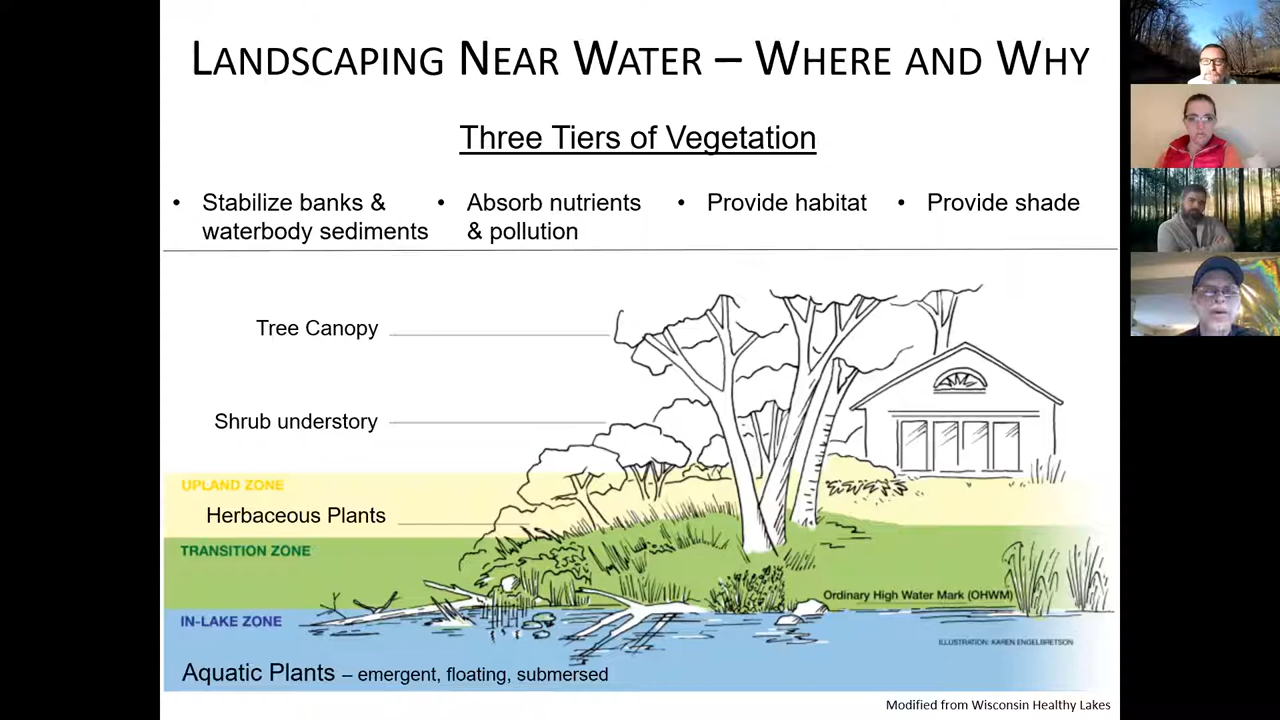 LANDSCAPING NEAR WATER – WHERE AND WHY
Three Tiers of Vegetation
• Stabilize banks &
waterbody sediments
• Absorb nutrients
& pollution
• Provide habitat
• Provide shade
Tree Canopy
Shrub understory
UPLAND ZONE
Herbaceous Plants
TRANSITION ZONE
Ordinary High Water Mark (OHWM)
IN-LAKE ZONE
ILLUSTRATION: KAREN ENGELBRETSON
Aquatic Plants – emergent, floating, submersed
Modified from Wisconsin Healthy Lakes